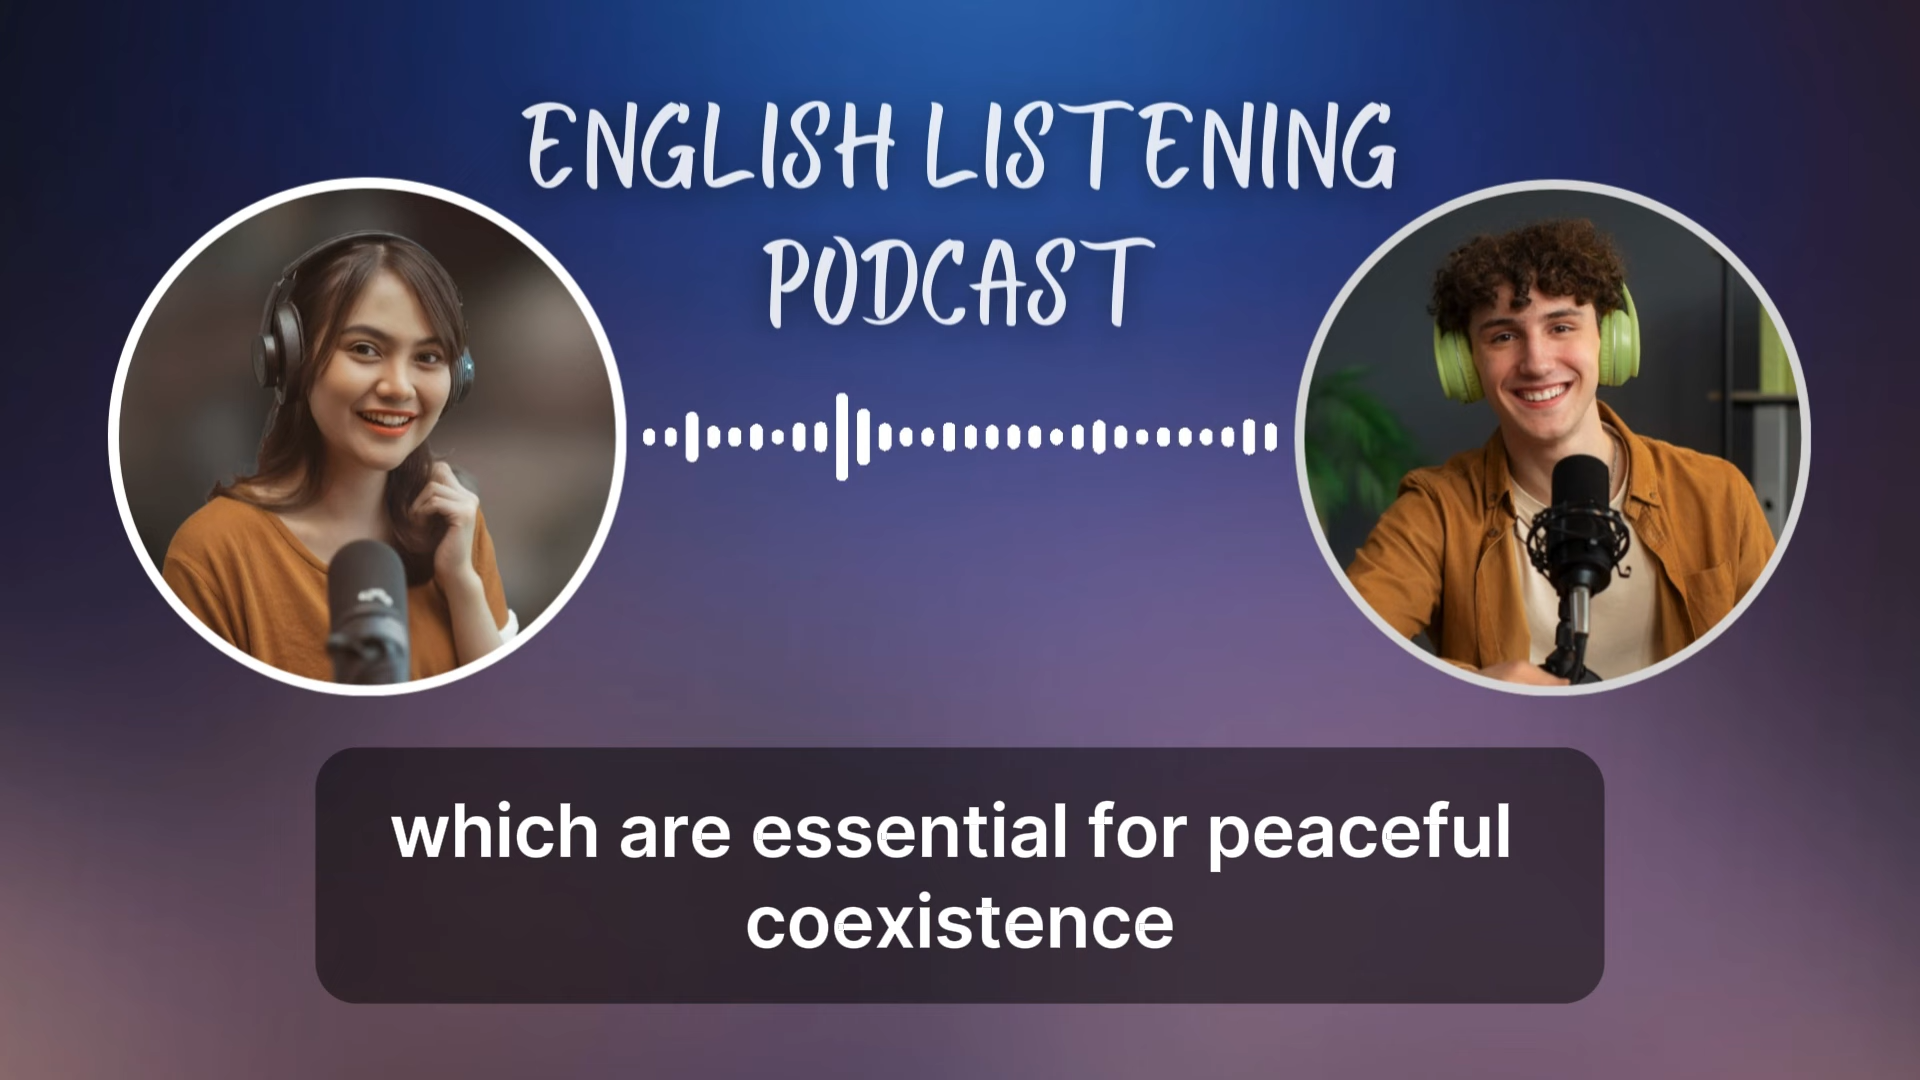 ENGLISH LISTENING
PODCAST
which are essential for peaceful
coexistence